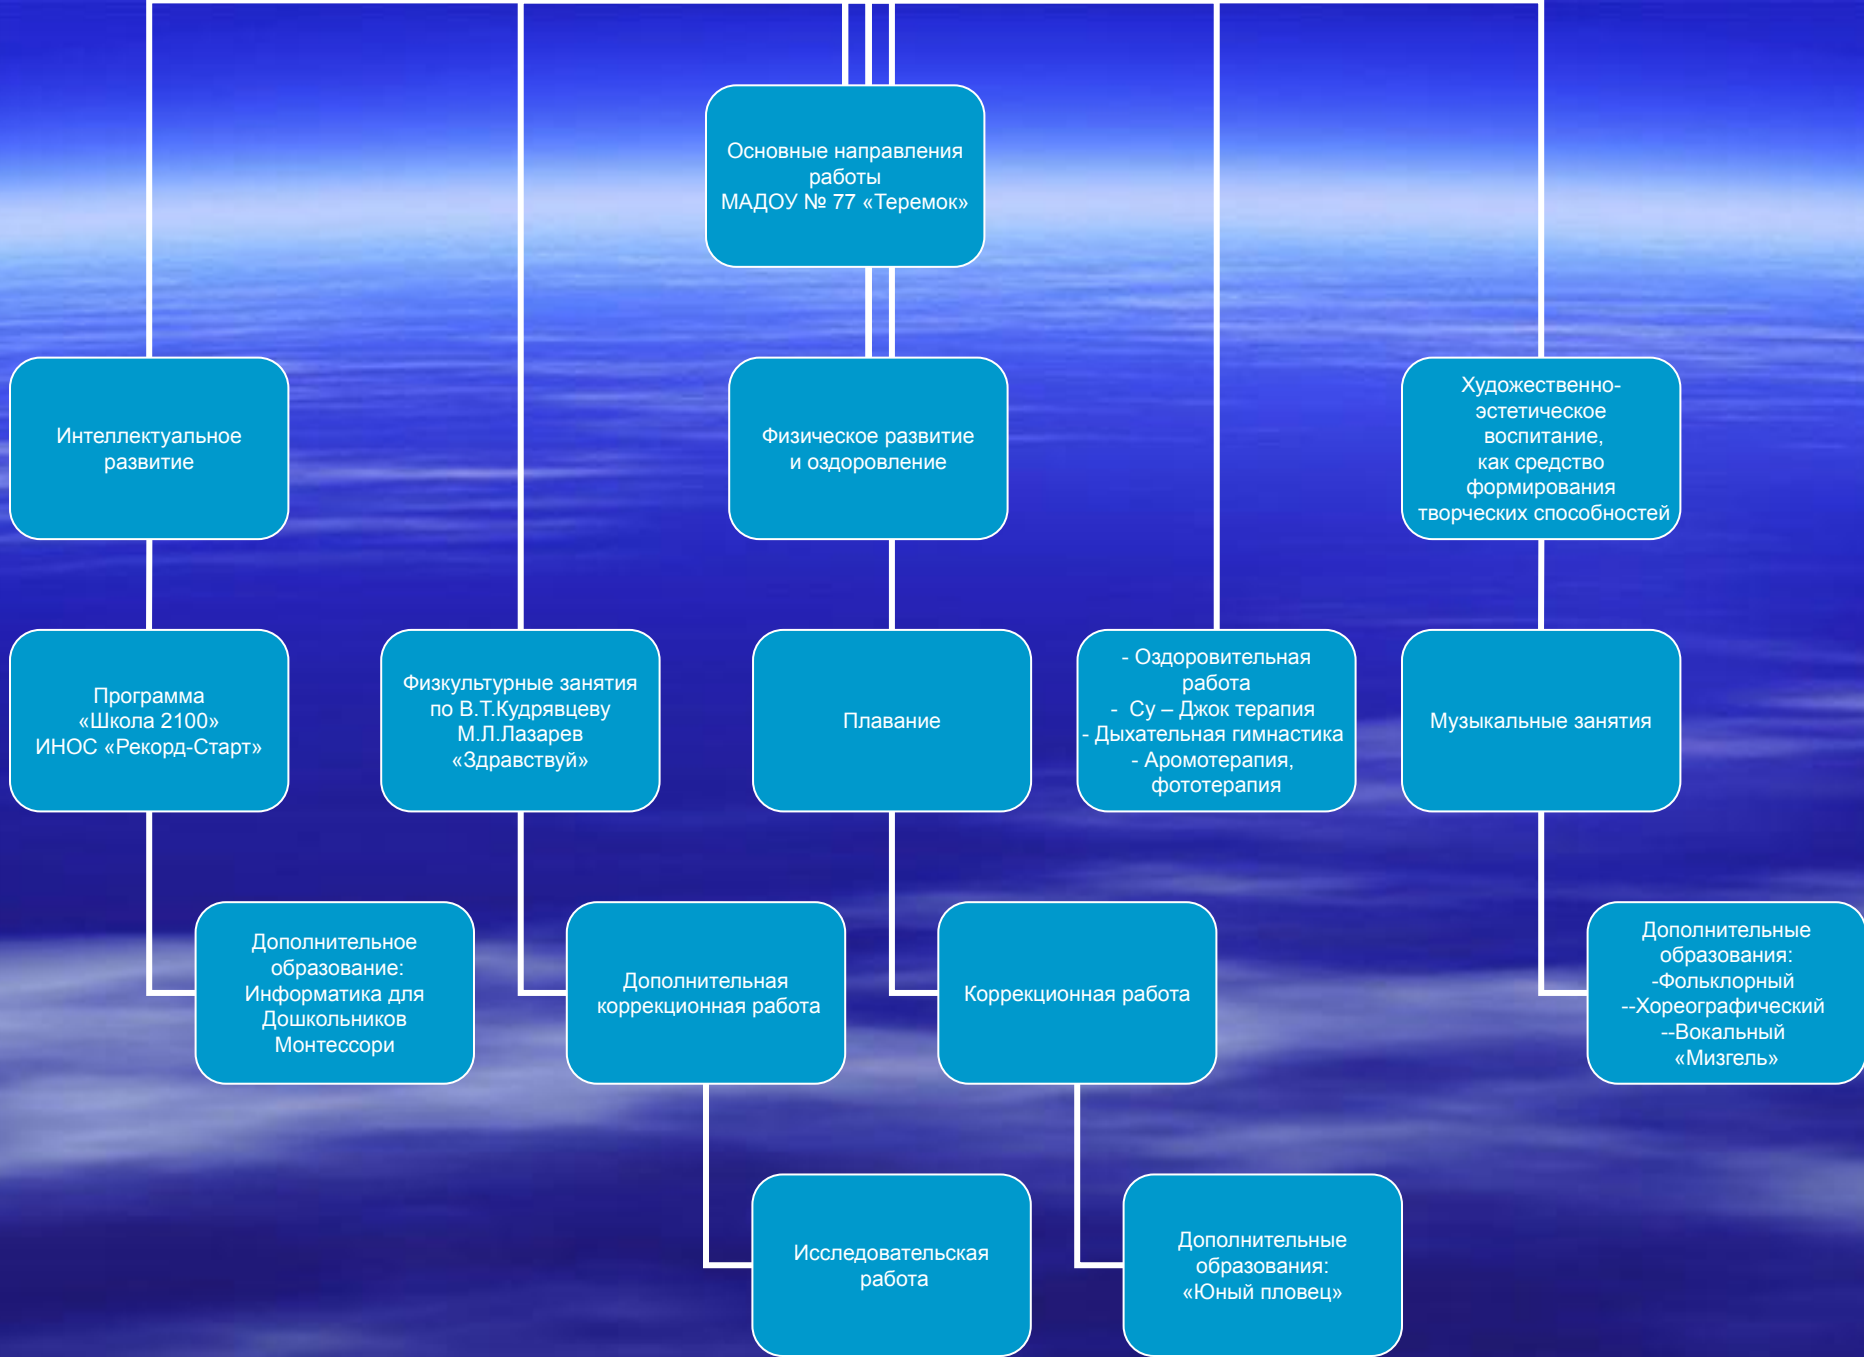 Основные направления
работы
МАДОУ № 77 «Теремок»
Интеллектуальное
развитие
Физическое развитие
и оздоровление
Художественно-
эстетическое
воспитание,
как средство
формирования
творческих способностей
Программа
«Школа 2100»
ИНОС «Рекорд-Старт»
Физкультурные занятия
по В.Т.Кудрявцеву
М.Л.Лазарев
«Здравствуй»
Плавание
- Оздоровительная
работа
- Су – Джок терапия
- Дыхательная гимнастика
- Аромотерапия,
фототерапия
Музыкальные занятия
Дополнительное
образование:
Информатика для
Дошкольников
Монтессори
Дополнительная
коррекционная работа
Коррекционная работа
Дополнительные
образования:
-Фольклорный
--Хореографический
--Вокальный
«Мизгель»
Исследовательская
работа
Дополнительные
образования:
«Юный пловец»